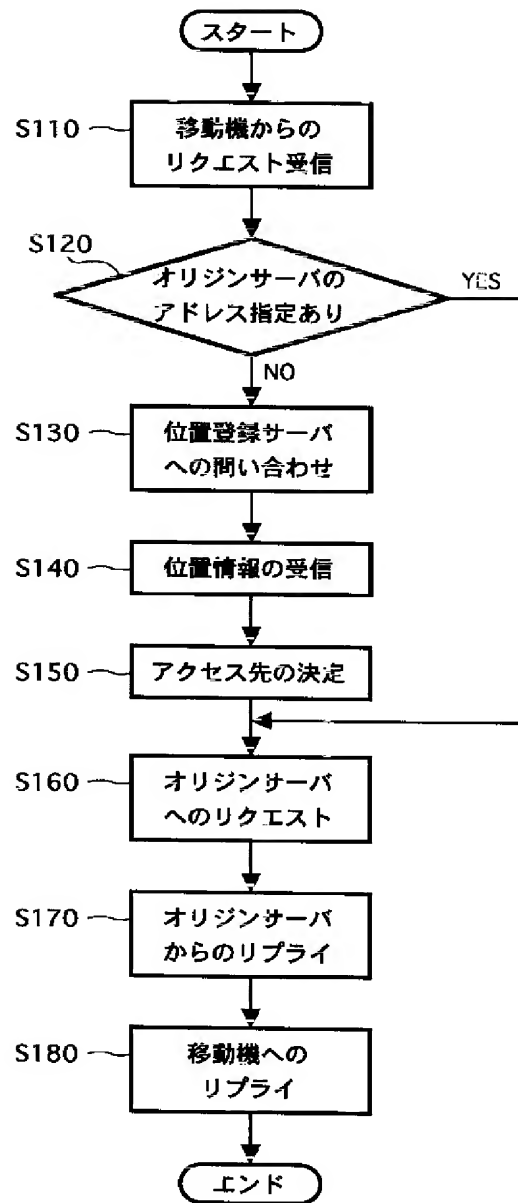 スタート
S110
移動機からの
リクエスト受信
S120
オリジンサーバの
アドレス指定あり
YES
NO
S130
位置登録サーバ
への問い合わせ
S140
位置情報の受信
S150
アクセス先の決定
S160
オリジンサーバ
へのリクエスト
S170
オリジンサーバ
からのリプライ
S180
移動機への
リプライ
エンド